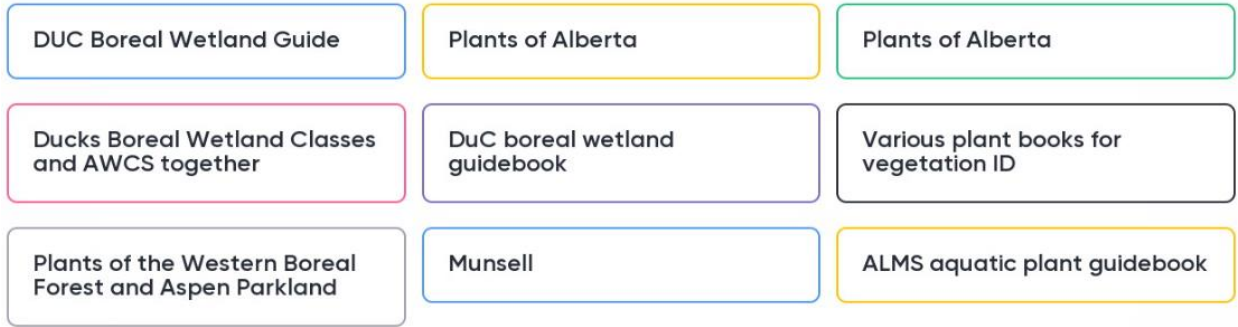 DUC Boreal Wetland Guide
Plants of Alberta
Plants of Alberta
Ducks Boreal Wetland Classes
and AWCS together
DuC boreal wetland
guidebook
Various plant books for
vegetation ID
Plants of the Western Boreal
Forest and Aspen Parkland
Munsell
ALMS aquatic plant guidebook